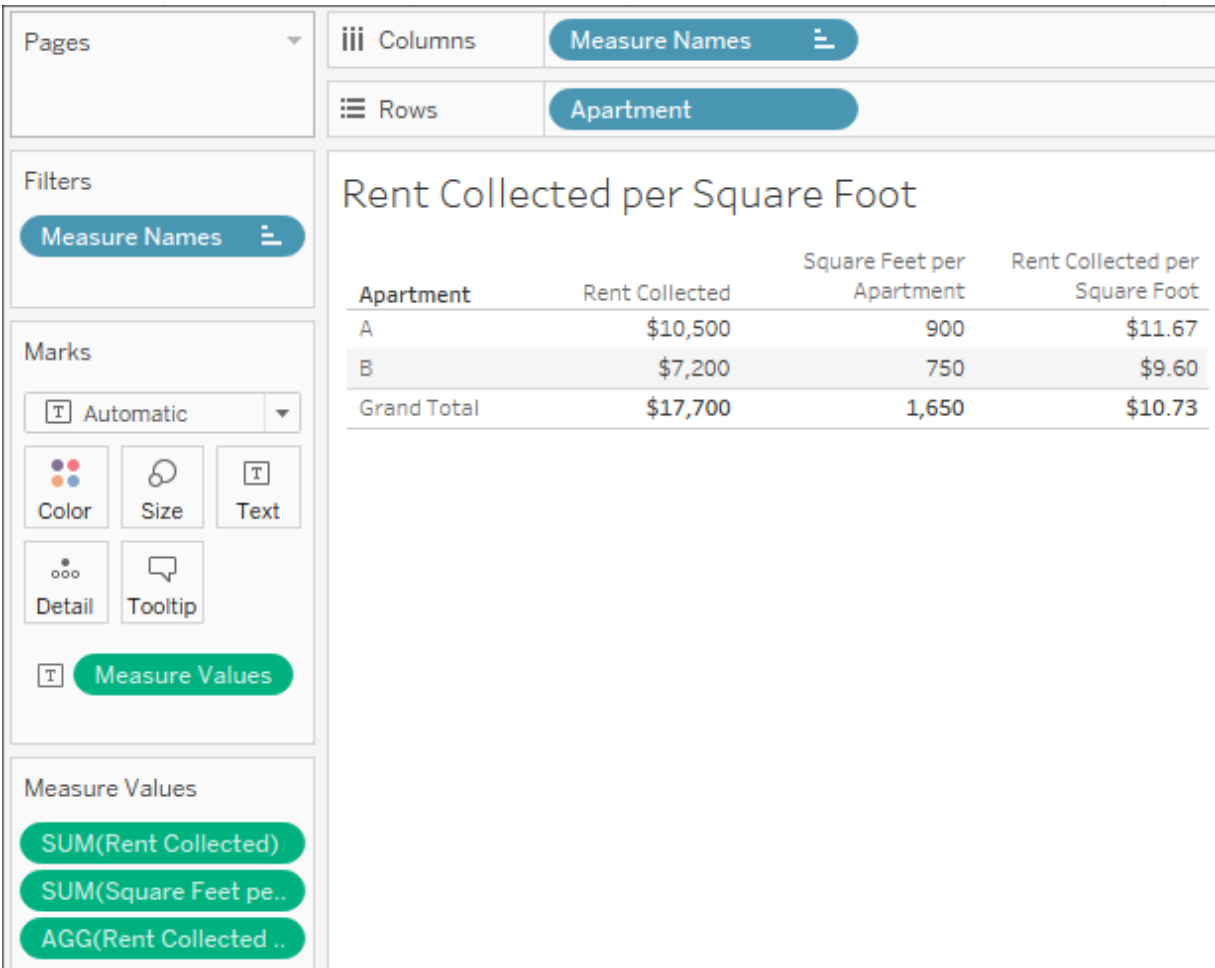 Pages
Columns
Measure Names
Rows
Apartment
Filters
Measure Names
Marks
T Automatic
Color
Size
T
Text
Detail
Tooltip
T
Measure Values
Measure Values
SUM(Rent Collected)
SUM(Square Feet pe..
AGG(Rent Collected ..
Rent Collected per Square Foot
Square Feet per Rent Collected per
Apartment Rent Collected Apartment Square Foot
A $10,500 900 $11.67
B $7,200 750 $9.60
Grand Total $17,700 1,650 $10.73